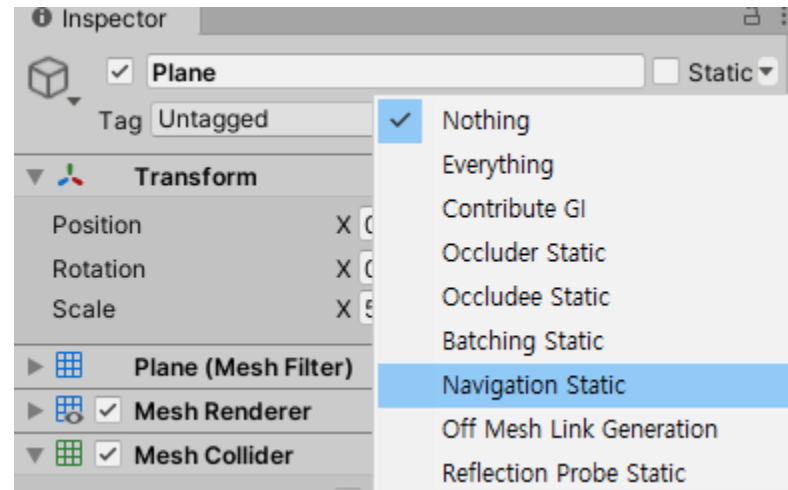 Inspector
Plane
Static
Tag Untagged
Nothing
Everything
Contribute GI
Occluder Static
Occludee Static
Batching Static
Navigation Static
Off Mesh Link Generation
Reflection Probe Static
Transform
Position X
Rotation X
Scale X 5
Plane (Mesh Filter)
Mesh Renderer
Mesh Collider